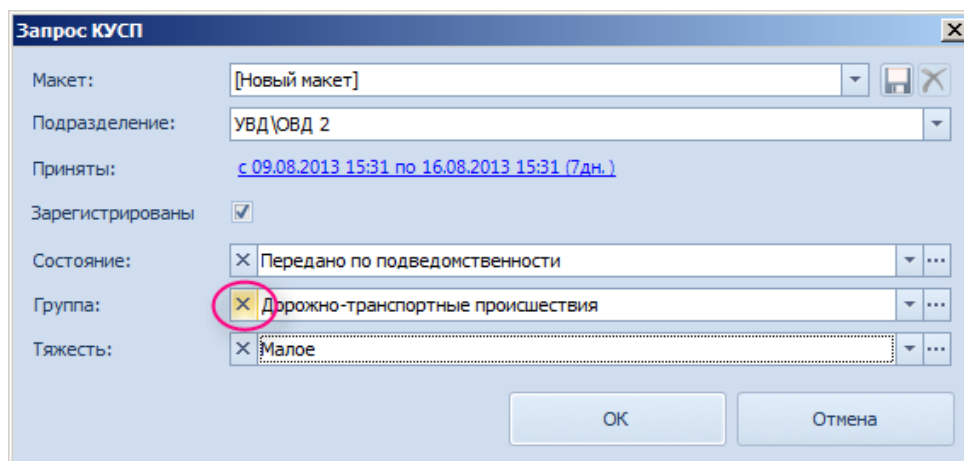 Запрос КУСП
Макет: [Новый макет]
Подразделение: УВД\ОВД 2
Приняты: с 09.08.2013 15:31 по 16.08.2013 15:31 (7дн. )
Зарегистрированы
Состояние: Передано по подведомственности
Группа: Дорожно-транспортные происшествия
Тяжесть: Малое
ОК Отмена